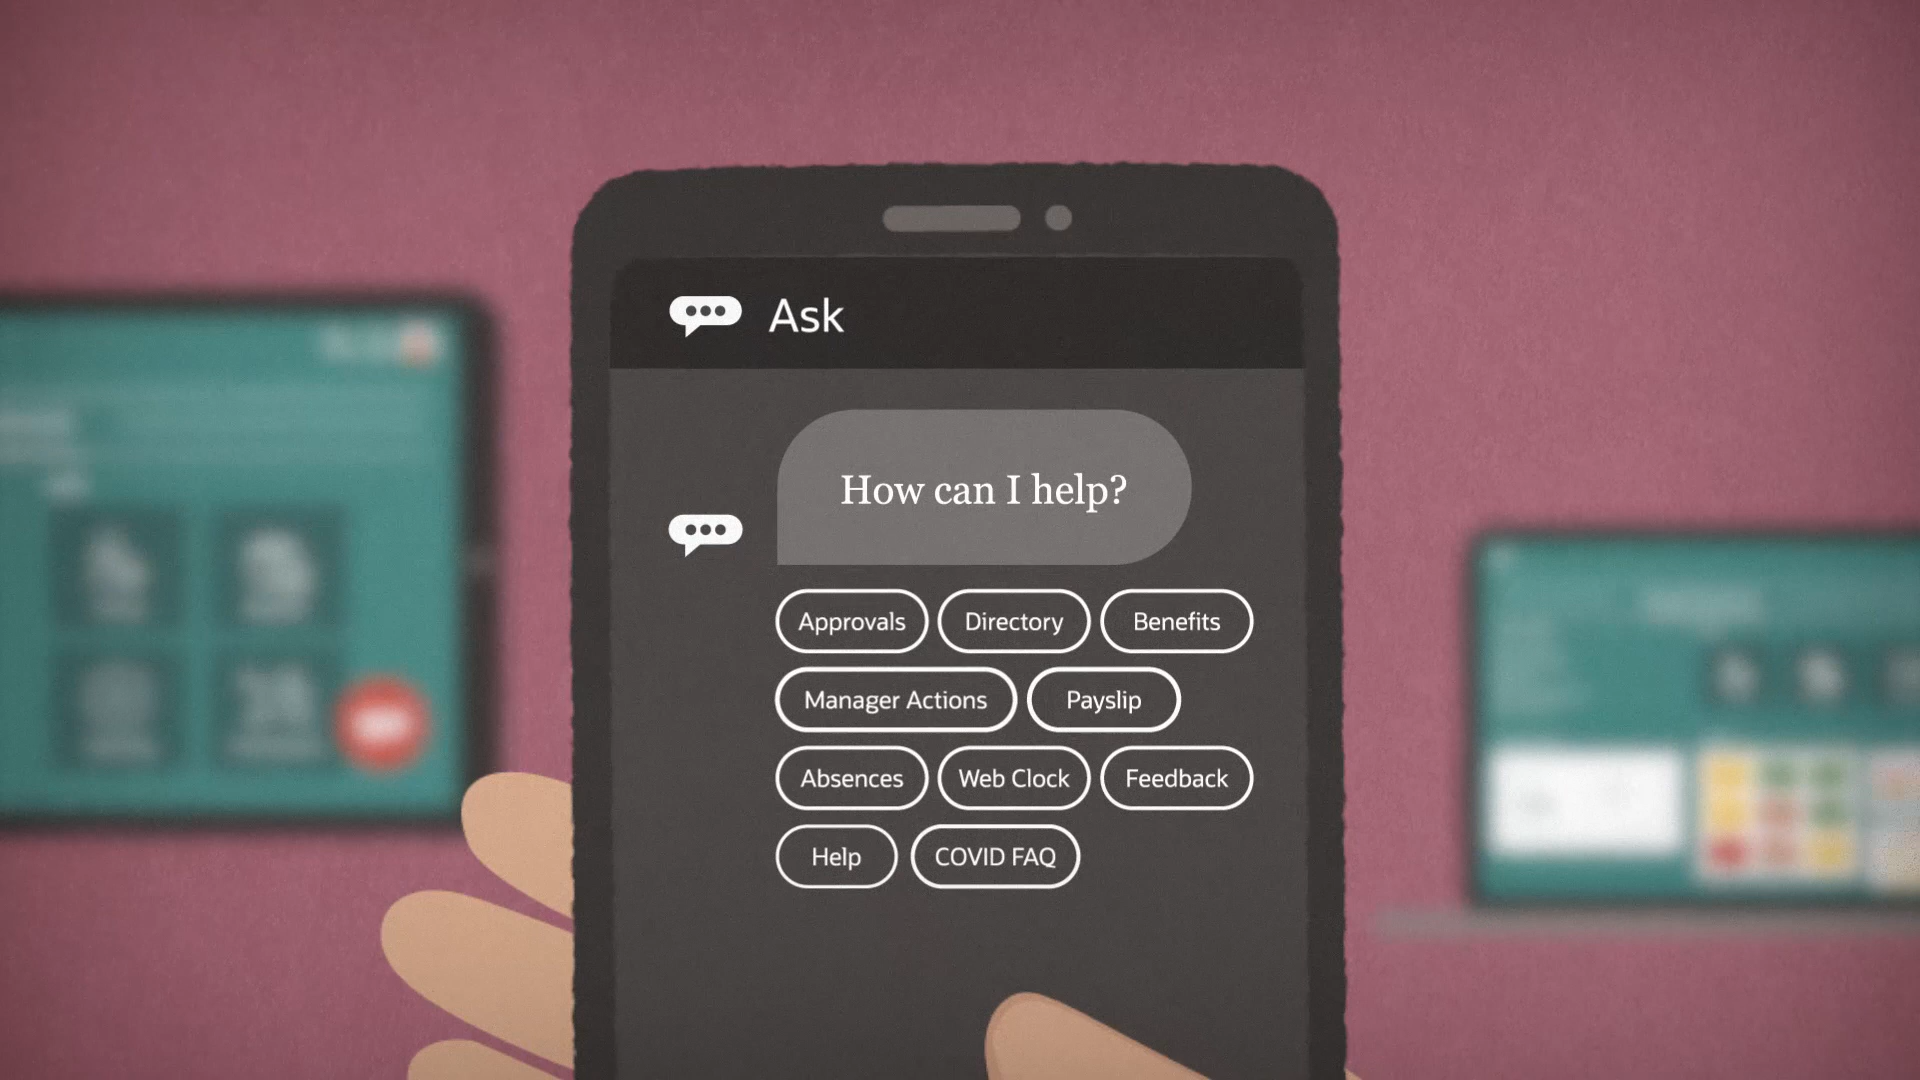 Ask
How can I help?
Approvals Directory Benefits
Manager Actions Payslip
Absences Web Clock Feedback
Help COVID FAQ